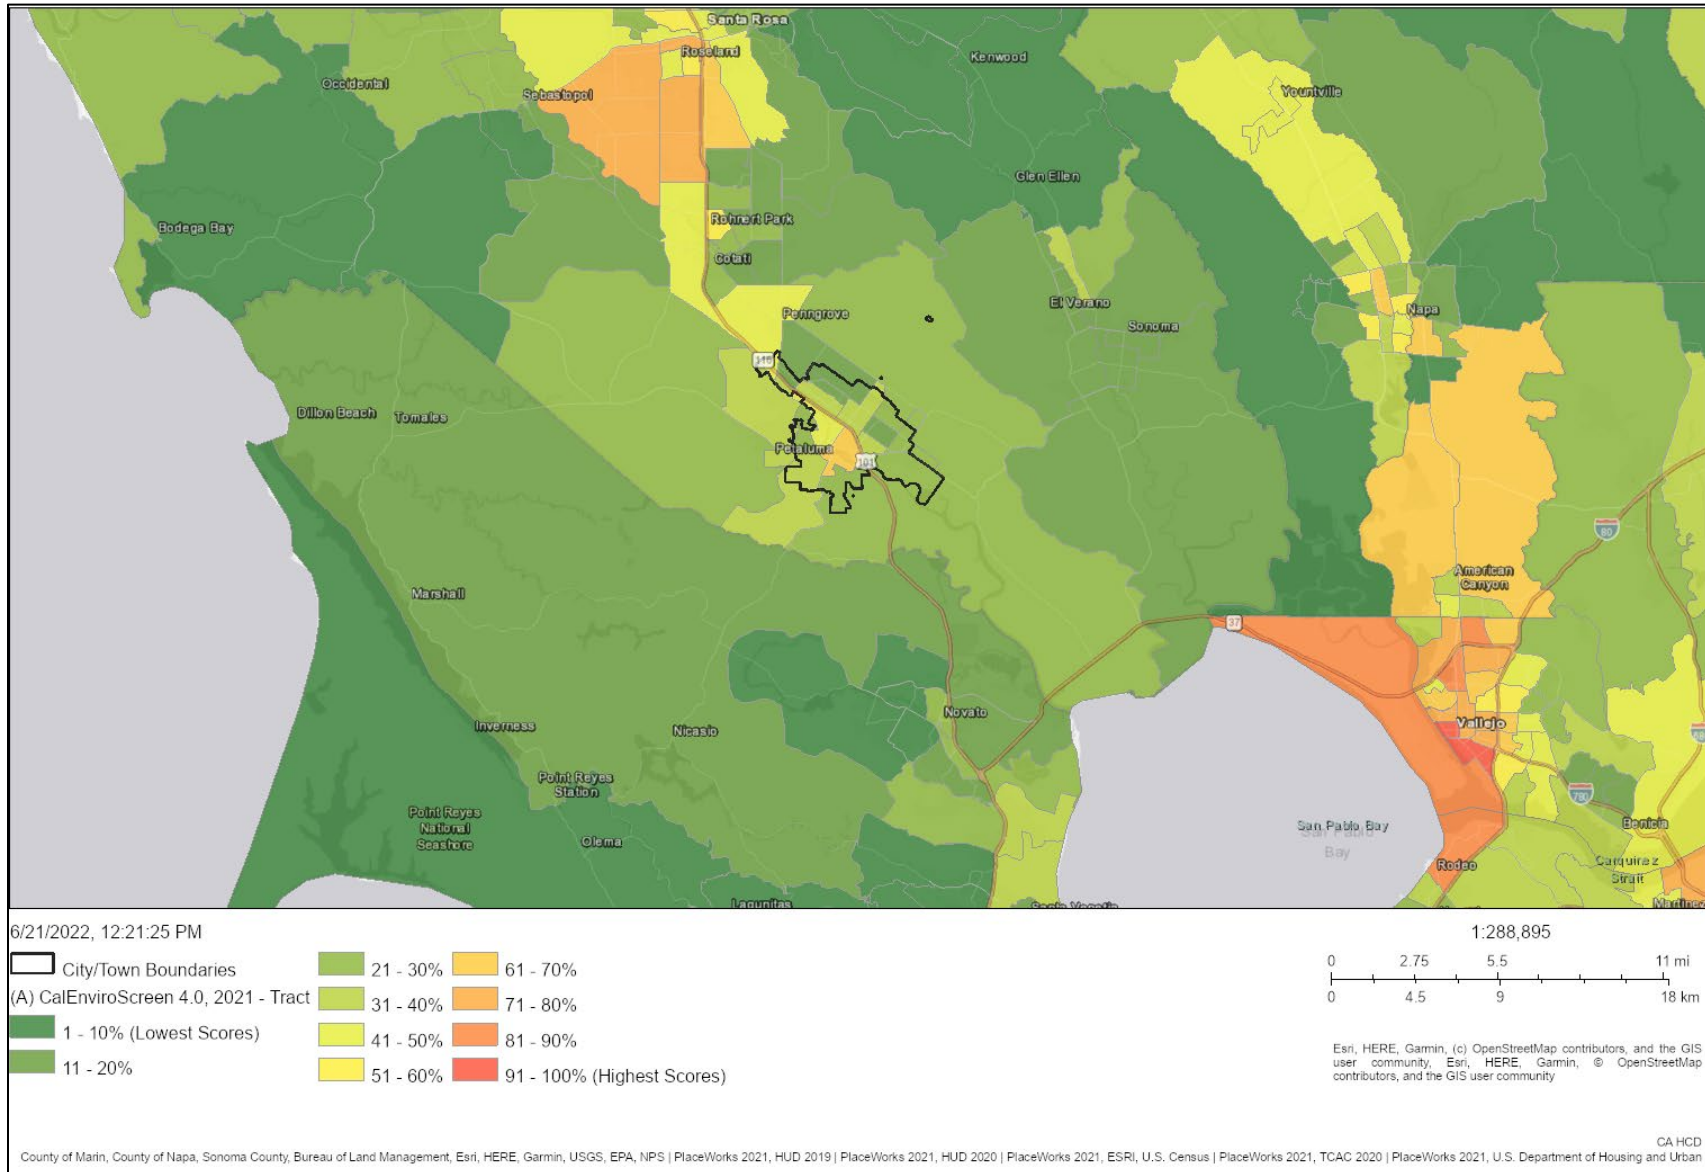 Santa Rosa
Roseland
Kenwood
Occidental
Sebastopol
Yountville
Glen Ellen
Bodega Bay
Rohnert Park
Cotati
El Verano
Sonoma
Napa
Penngrove
116
Dillon Beach
Tomales
Petaluma
101
80
American
Canyon
Marshall
37
Novato
Vallejo
Inverness
Nicasio
Point Reyes
Station
780
Point Reyes
National
Seashore
Olema
San Pablo Bay
San Pablo
Bay
Benicia
Rodeo
Carquinez
Strait
Lagunitas
6/21/2022, 12:21:25 PM
City/Town Boundaries
(A) CalEnviroScreen 4.0, 2021 - Tract
1 - 10% (Lowest Scores)
11 - 20%
21 - 30%
31 - 40%
41 - 50%
51 - 60%
61 - 70%
71 - 80%
81 - 90%
91 - 100% (Highest Scores)
1:288,895
0 2.75 5.5 11 mi
0 4.5 9 18 km
Esri, HERE, Garmin, (c) OpenStreetMap contributors, and the GIS
user community, Esri, HERE, Garmin, © OpenStreetMap
contributors, and the GIS user community
CA HCD
County of Marin, County of Napa, Sonoma County, Bureau of Land Management, Esri, HERE, Garmin, USGS, EPA, NPS | PlaceWorks 2021, HUD 2019 | PlaceWorks 2021, HUD 2020 | PlaceWorks 2021, ESRI, U.S. Census | PlaceWorks 2021, TCAC 2020 | PlaceWorks 2021, U.S. Department of Housing and Urban